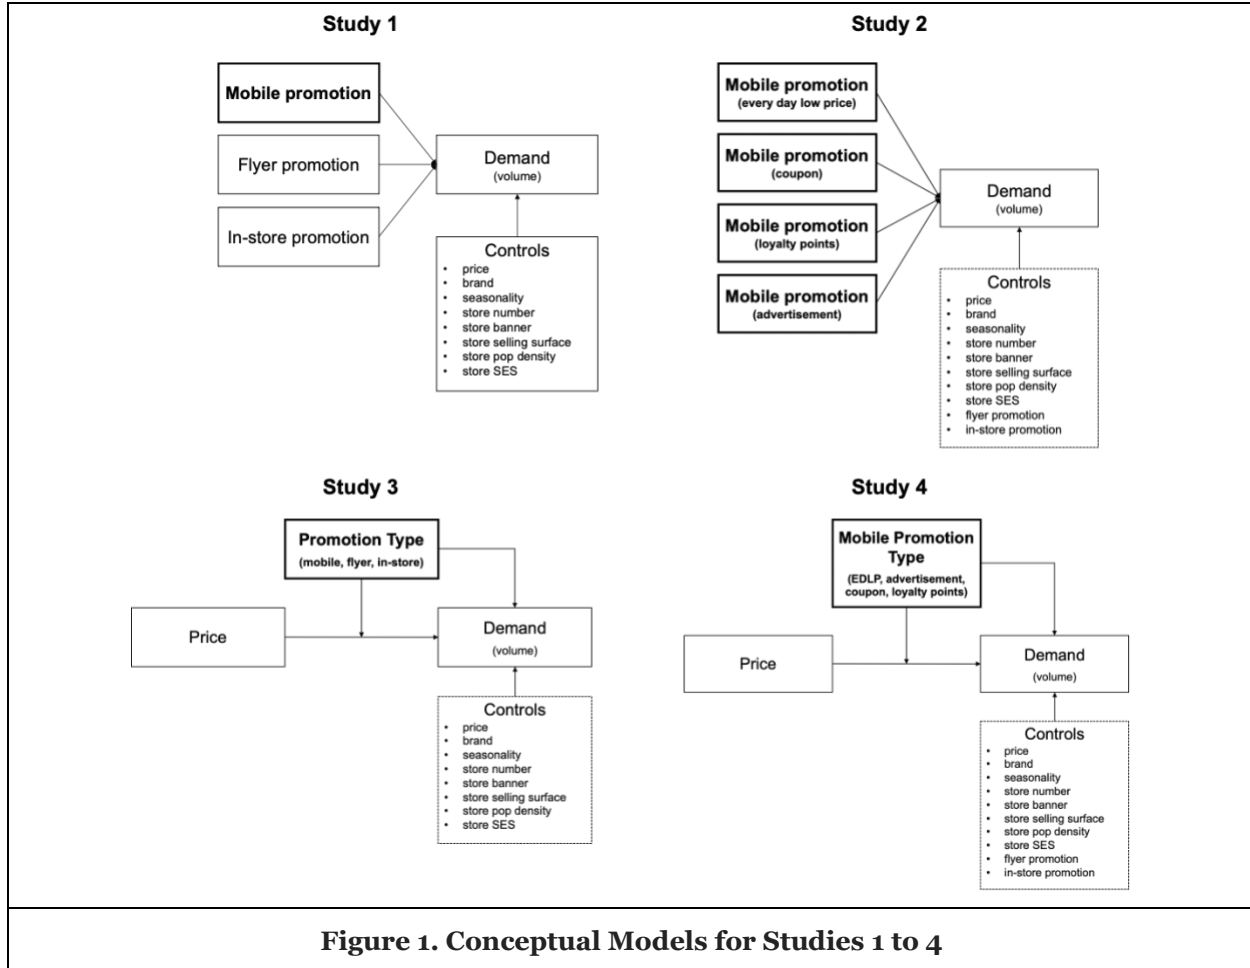 Study 1
Mobile promotion
Flyer promotion
In-store promotion
Demand
(volume)
Controls
• price
• brand
• seasonality
• store number
• store banner
• store selling surface
• store pop density
• store SES
Study 2
Mobile promotion
(every day low price)
Mobile promotion
(coupon)
Mobile promotion
(loyalty points)
Mobile promotion
(advertisement)
Demand
(volume)
Controls
• price
• brand
• seasonality
• store number
• store banner
• store selling surface
• store pop density
• store SES
• flyer promotion
• in-store promotion
Study 3
Promotion Type
(mobile, flyer, in-store)
Price
Demand
(volume)
Controls
• price
• brand
• seasonality
• store number
• store banner
• store selling surface
• store pop density
• store SES
Study 4
Mobile Promotion
Type
(EDLP, advertisement,
coupon, loyalty points)
Price
Demand
(volume)
Controls
• price
• brand
• seasonality
• store number
• store banner
• store selling surface
• store pop density
• store SES
• flyer promotion
• in-store promotion
Figure 1. Conceptual Models for Studies 1 to 4